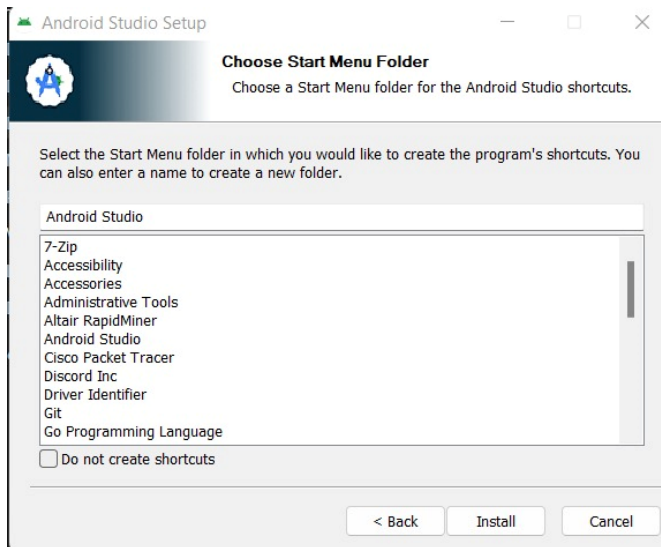 Android Studio Setup
Choose Start Menu Folder
Choose a Start Menu folder for the Android Studio shortcuts.
Select the Start Menu folder in which you would like to create the program's shortcuts. You
can also enter a name to create a new folder.
Android Studio
7-Zip
Accessibility
Accessories
Administrative Tools
Altair RapidMiner
Android Studio
Cisco Packet Tracer
Discord Inc
Driver Identifier
Git
Go Programming Language
Do not create shortcuts
< Back Install Cancel